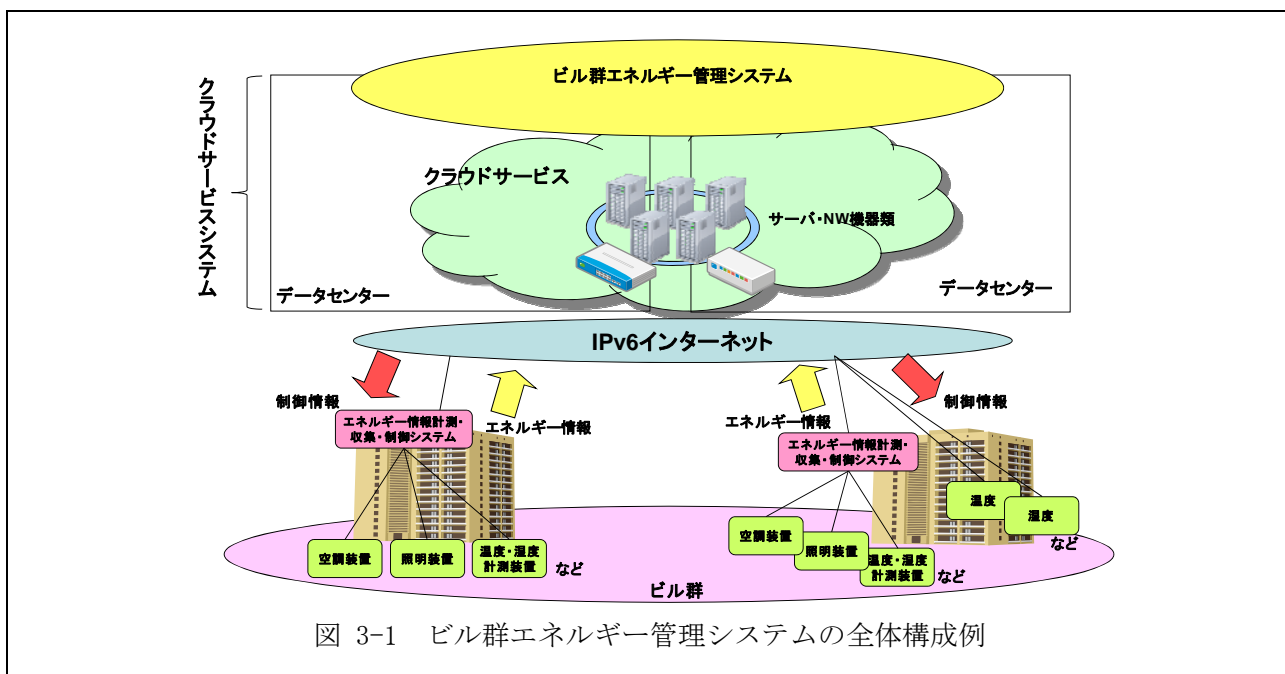 ビル群エネルギー管理システム
クラウドサービスシステム
クラウドサービス
サーバ・NW機器類
データセンター
データセンター
IPv6インターネット
制御情報
エネルギー情報
エネルギー情報計測・
収集・制御システム
空調装置
照明装置
温度・湿度
計測装置
など
エネルギー情報
制御情報
エネルギー情報計測・
収集・制御システム
温度
湿度
など
空調装置
照明装置
温度・湿度
計測装置
など
ビル群
図 3-1 ビル群エネルギー管理システムの全体構成例